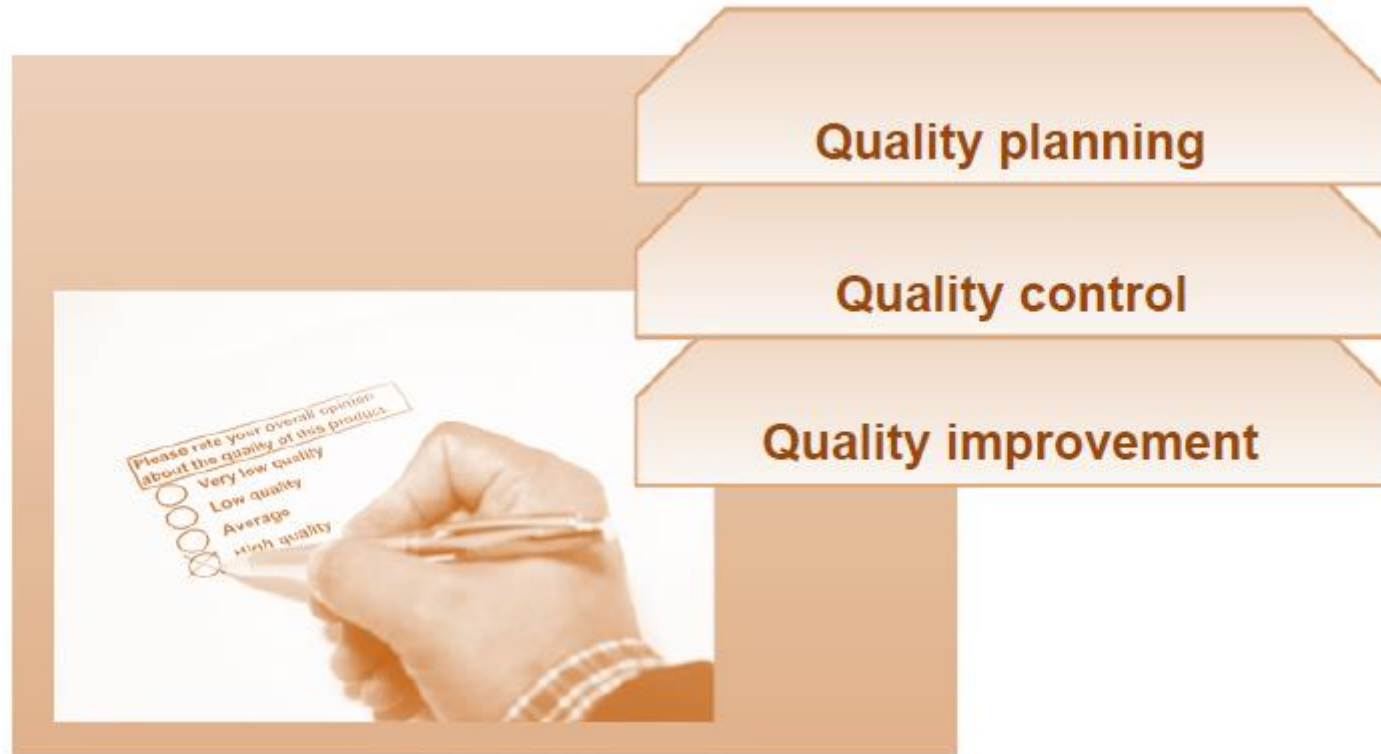 Quality planning
Quality control
Quality improvement
Please rate your overall opinion
about the quality of this product.
Very low quality
Low quality
Average
High quality